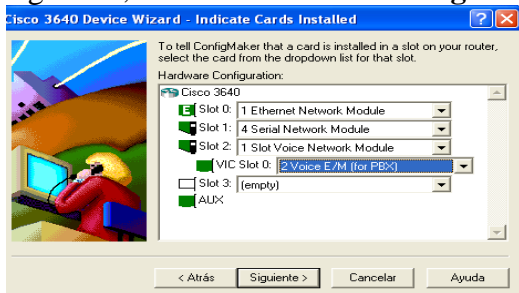 Cisco 3640 Device Wizard - Indicate Cards Installed
To tell ConfigMaker that a card is installed in a slot on your router,
select the card from the dropdown list for that slot.
Hardware Configuration:
Cisco 3640
E Slot 0: 1 Ethernet Network Module
Slot 1: 4 Serial Network Module
Slot 2: 1 Slot Voice Network Module
VIC Slot 0: 2 Voice E/M (for PBX)
Slot 3: (empty)
AUX
< Atrás Siguiente > Cancelar Ayuda